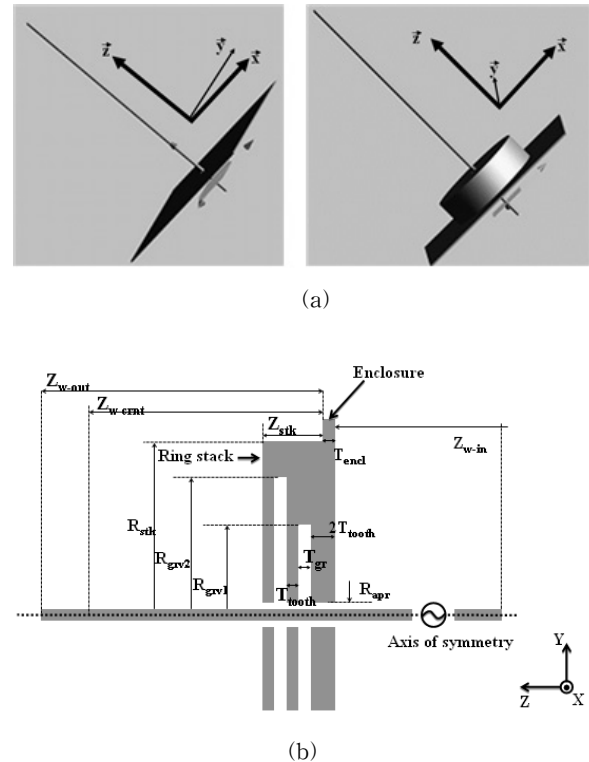 z⃗ y⃗ x⃗
z⃗ y⃗ x⃗
(a)
Enclosure
Z_w-out
Z_w-crnt
Z_stk
Z_w-in
Ring stack
T_encl
R_stk
R_grv2
R_grv1
2T_tooth
T_gr
T_tooth
R_apr
Axis of symmetry
Y
Z
X
(b)